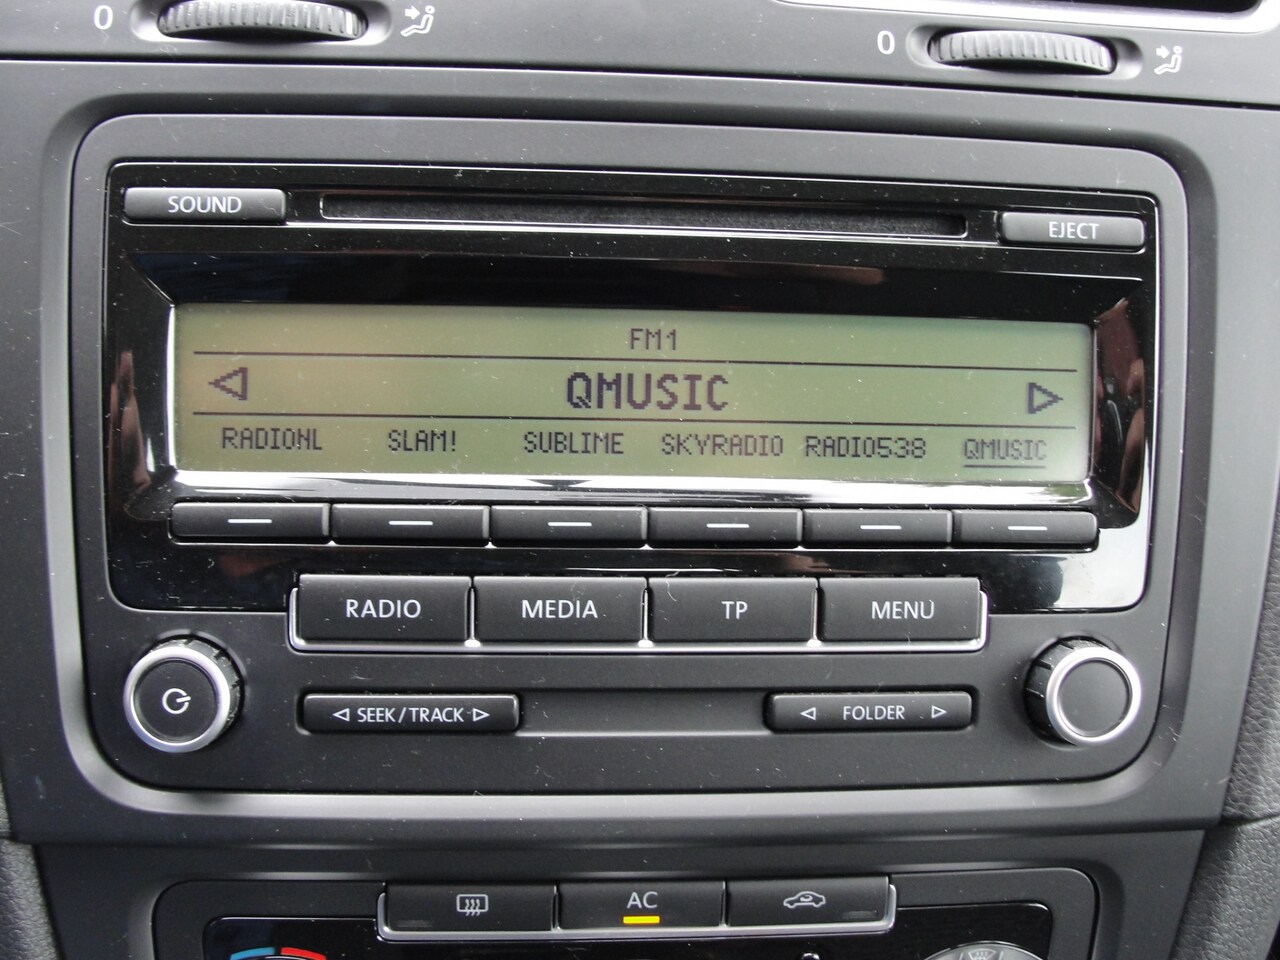 0
0
SOUND
EJECT
FM1
QMUSIC
RADIONL SLAM! SUBLIME SKYRADIO RADIO538 QMUSIC
RADIO MEDIA TP MENU
SEEK/TRACK FOLDER
AC